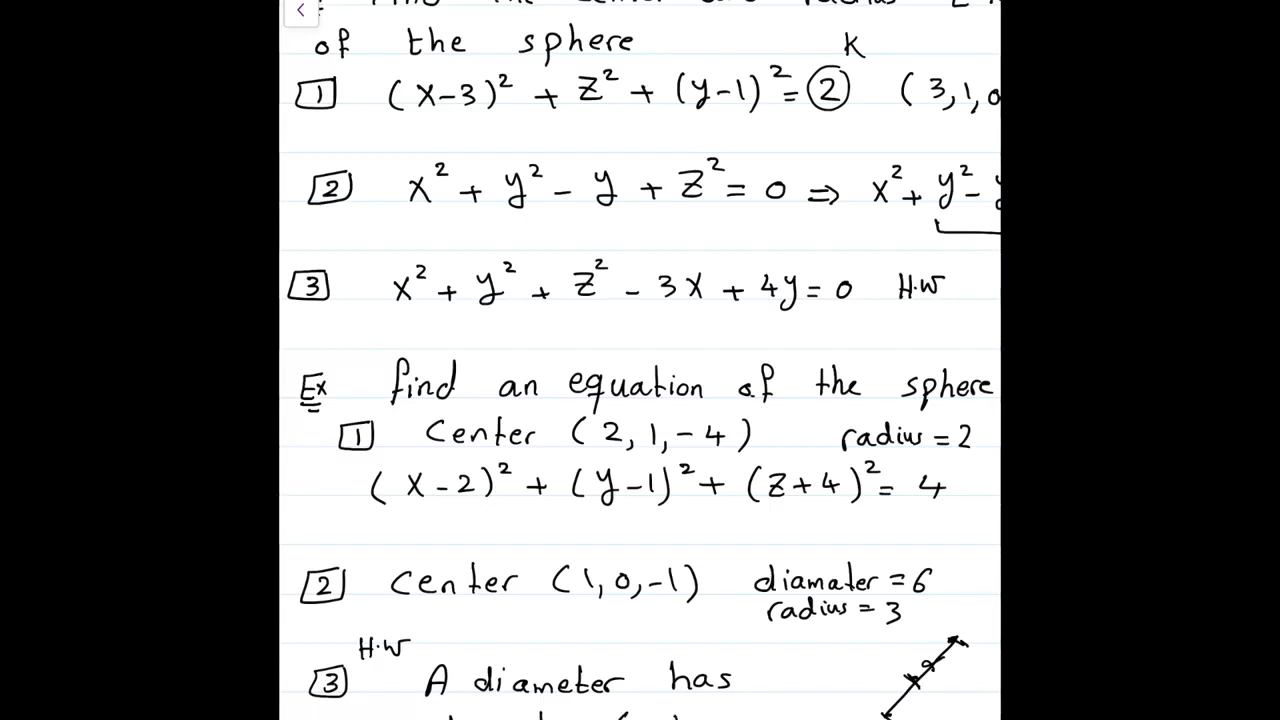 of the sphere K
1 (x-3)² + z² + (y-1)² = 2 (3,1,0
2 x² + y² - y + z² = 0 ⇒ x² + y² -
3 x² + y² + z² - 3x + 4y = 0 H.W
Ex find an equation of the sphere
1 Center (2,1,-4) radius = 2
(x-2)² + (y-1)² + (z+4)² = 4
2 Center (1,0,-1) diamater = 6
radius = 3
H.W
3 A diameter has